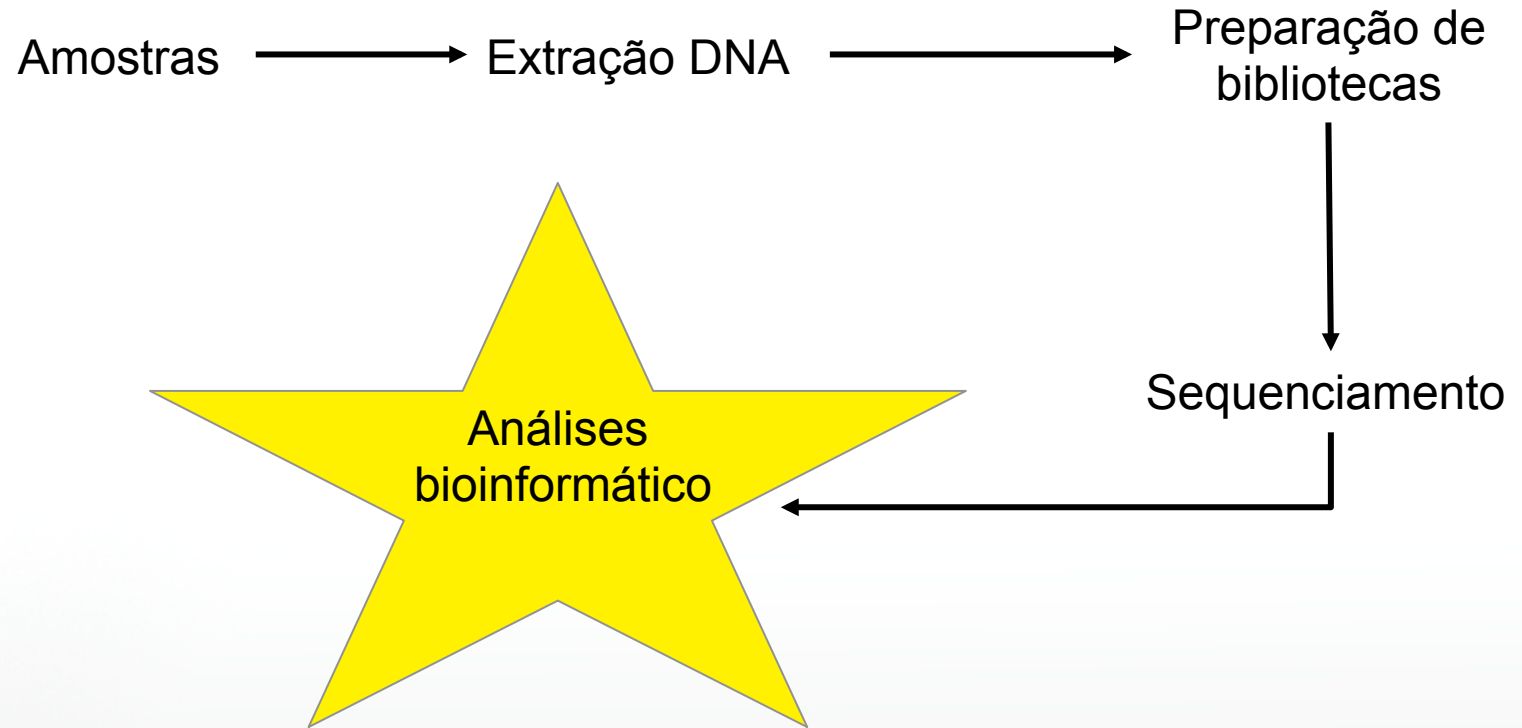 Amostras
Extração DNA
Preparação de
bibliotecas
Sequenciamento
Análises
bioinformático